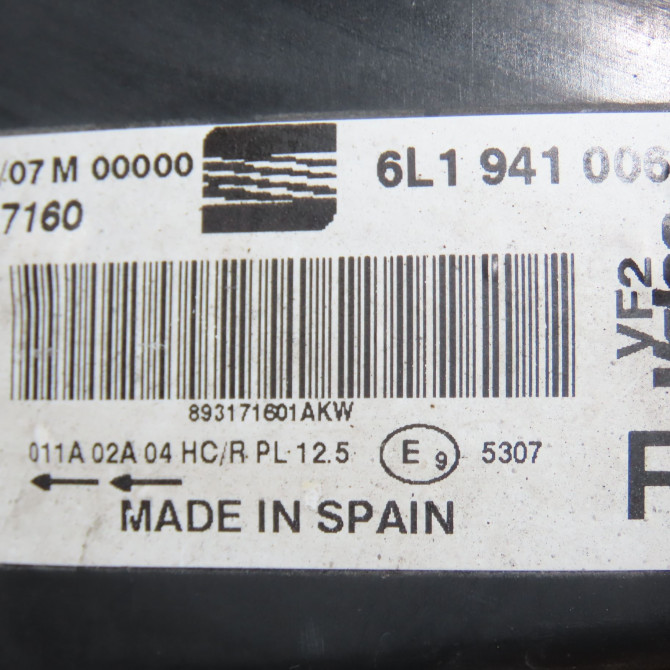 /07 M 00000
7160
6L1 941 006
893171601AKW
011A 02A 04 HC/R PL 12.5 E 9 5307
MADE IN SPAIN
VF2